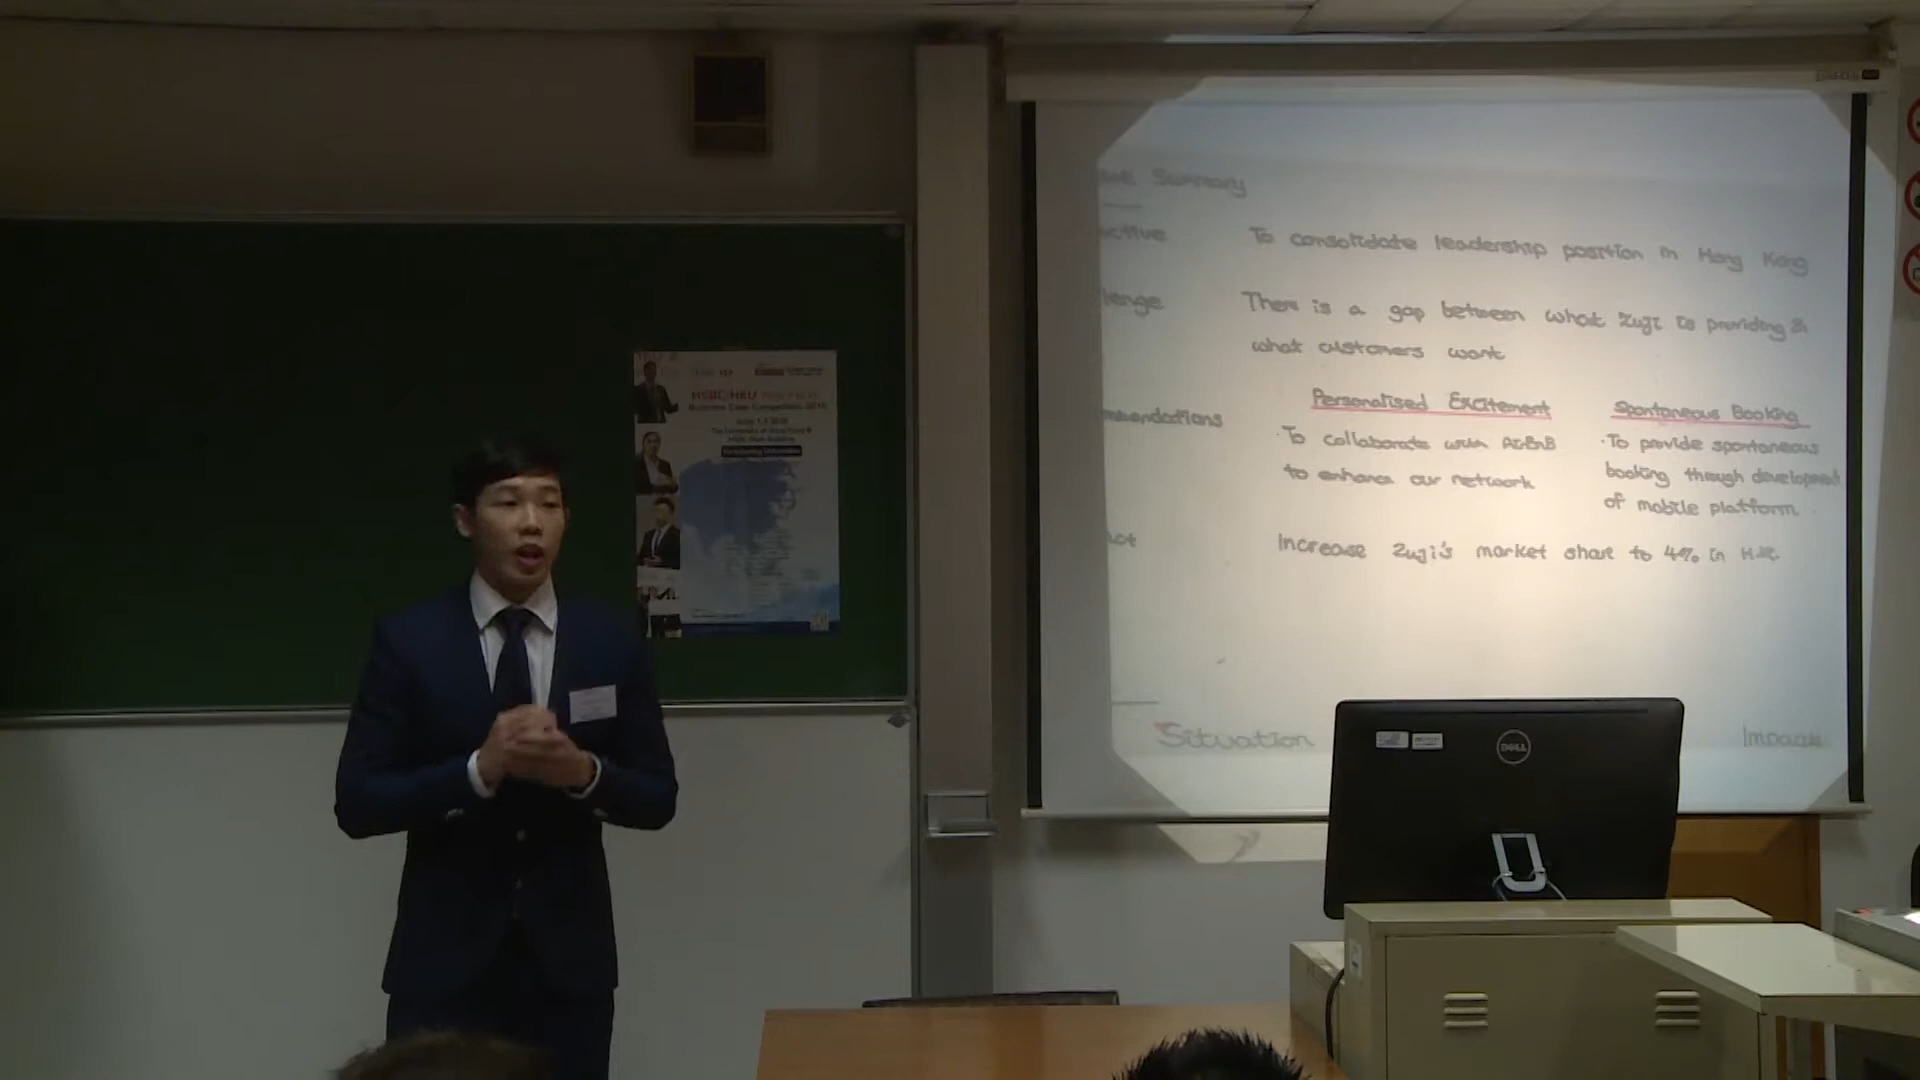 Summary
To consolidate leadership position in Hong Kong
There is a gap between what Zuji is providing &
what customers want
Personalised Excitement
Spontaneous Booking
· To collaborate with AirBnB
to enhance our network
· To provide spontaneous
booking through development
of mobile platform
Increase Zuji's market share to 4% in H.K.
Situation
Impact
HSBC/HKU
Business Case Competition
DELL